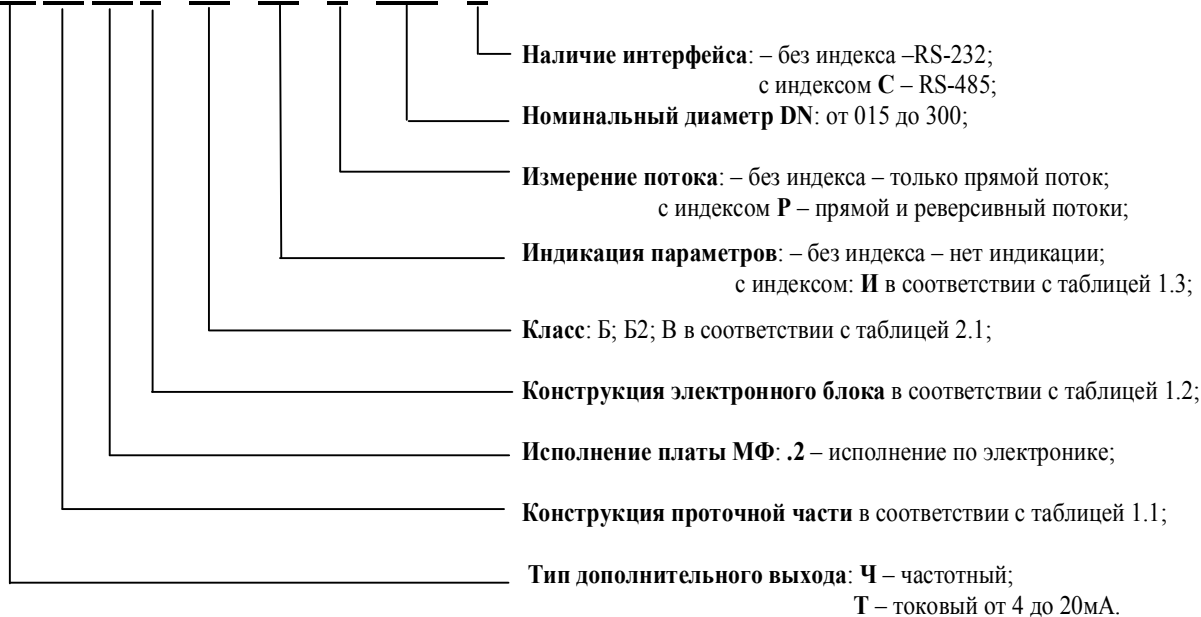 Наличие интерфейса: – без индекса –RS-232;
с индексом С – RS-485;
Номинальный диаметр DN: от 015 до 300;
Измерение потока: – без индекса – только прямой поток;
с индексом Р – прямой и реверсивный потоки;
Индикация параметров: – без индекса – нет индикации;
с индексом: И в соответствии с таблицей 1.3;
Класс: Б; Б2; В в соответствии с таблицей 2.1;
Конструкция электронного блока в соответствии с таблицей 1.2;
Исполнение платы МФ: .2 – исполнение по электронике;
Конструкция проточной части в соответствии с таблицей 1.1;
Тип дополнительного выхода: Ч – частотный;
Т – токовый от 4 до 20мА.